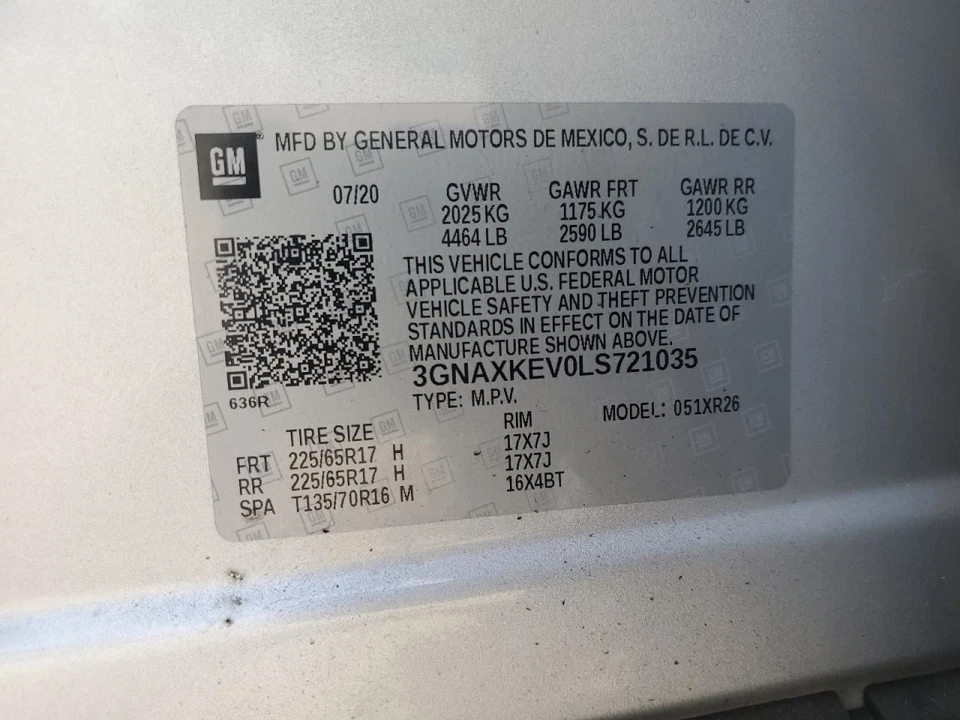 GM® MFD BY GENERAL MOTORS DE MEXICO, S. DE R.L. DE C.V.
07/20 GVWR GAWR FRT GAWR RR
2025 KG 1175 KG 1200 KG
4464 LB 2590 LB 2645 LB
THIS VEHICLE CONFORMS TO ALL
APPLICABLE U.S. FEDERAL MOTOR
VEHICLE SAFETY AND THEFT PREVENTION
STANDARDS IN EFFECT ON THE DATE OF
MANUFACTURE SHOWN ABOVE.
3GNAXKEV0LS721035
636R
TYPE: M.P.V. MODEL: 051XR26
TIRE SIZE RIM
FRT 225/65R17 H 17X7J
RR 225/65R17 H 17X7J
SPA T135/70R16 M 16X4BT